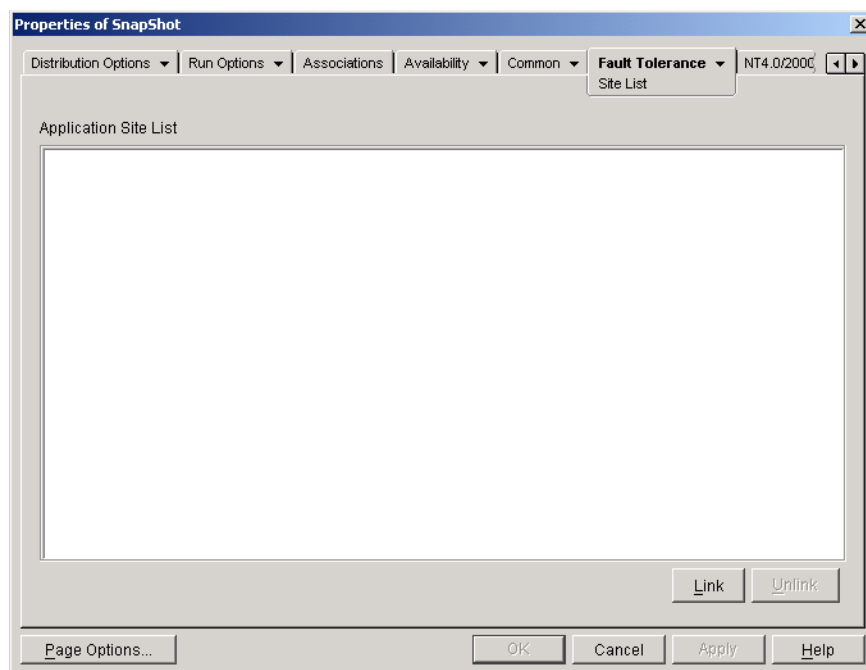 Properties of SnapShot
Distribution Options Run Options Associations Availability Common Fault Tolerance NT4.0/2000
Site List
Application Site List
Link Unlink
Page Options... OK Cancel Apply Help